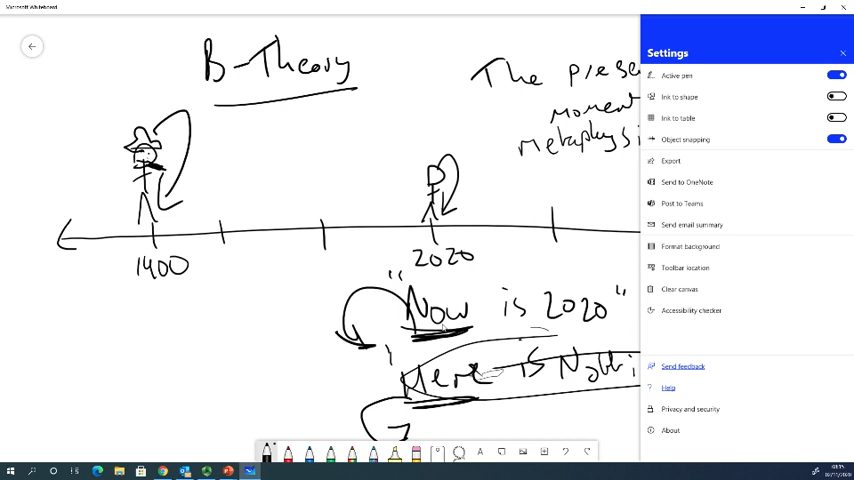 Microsoft Whiteboard
B-Theory
The prese
moment
metaphysi
1400
2020
"Now is 2020"
"Here is Notti
Settings
Active pen
Ink to shape
Ink to table
Object snapping
Export
Send to OneNote
Post to Teams
Send email summary
Format background
Toolbar location
Clear canvas
Accessibility checker
Send feedback
Help
Privacy and security
About